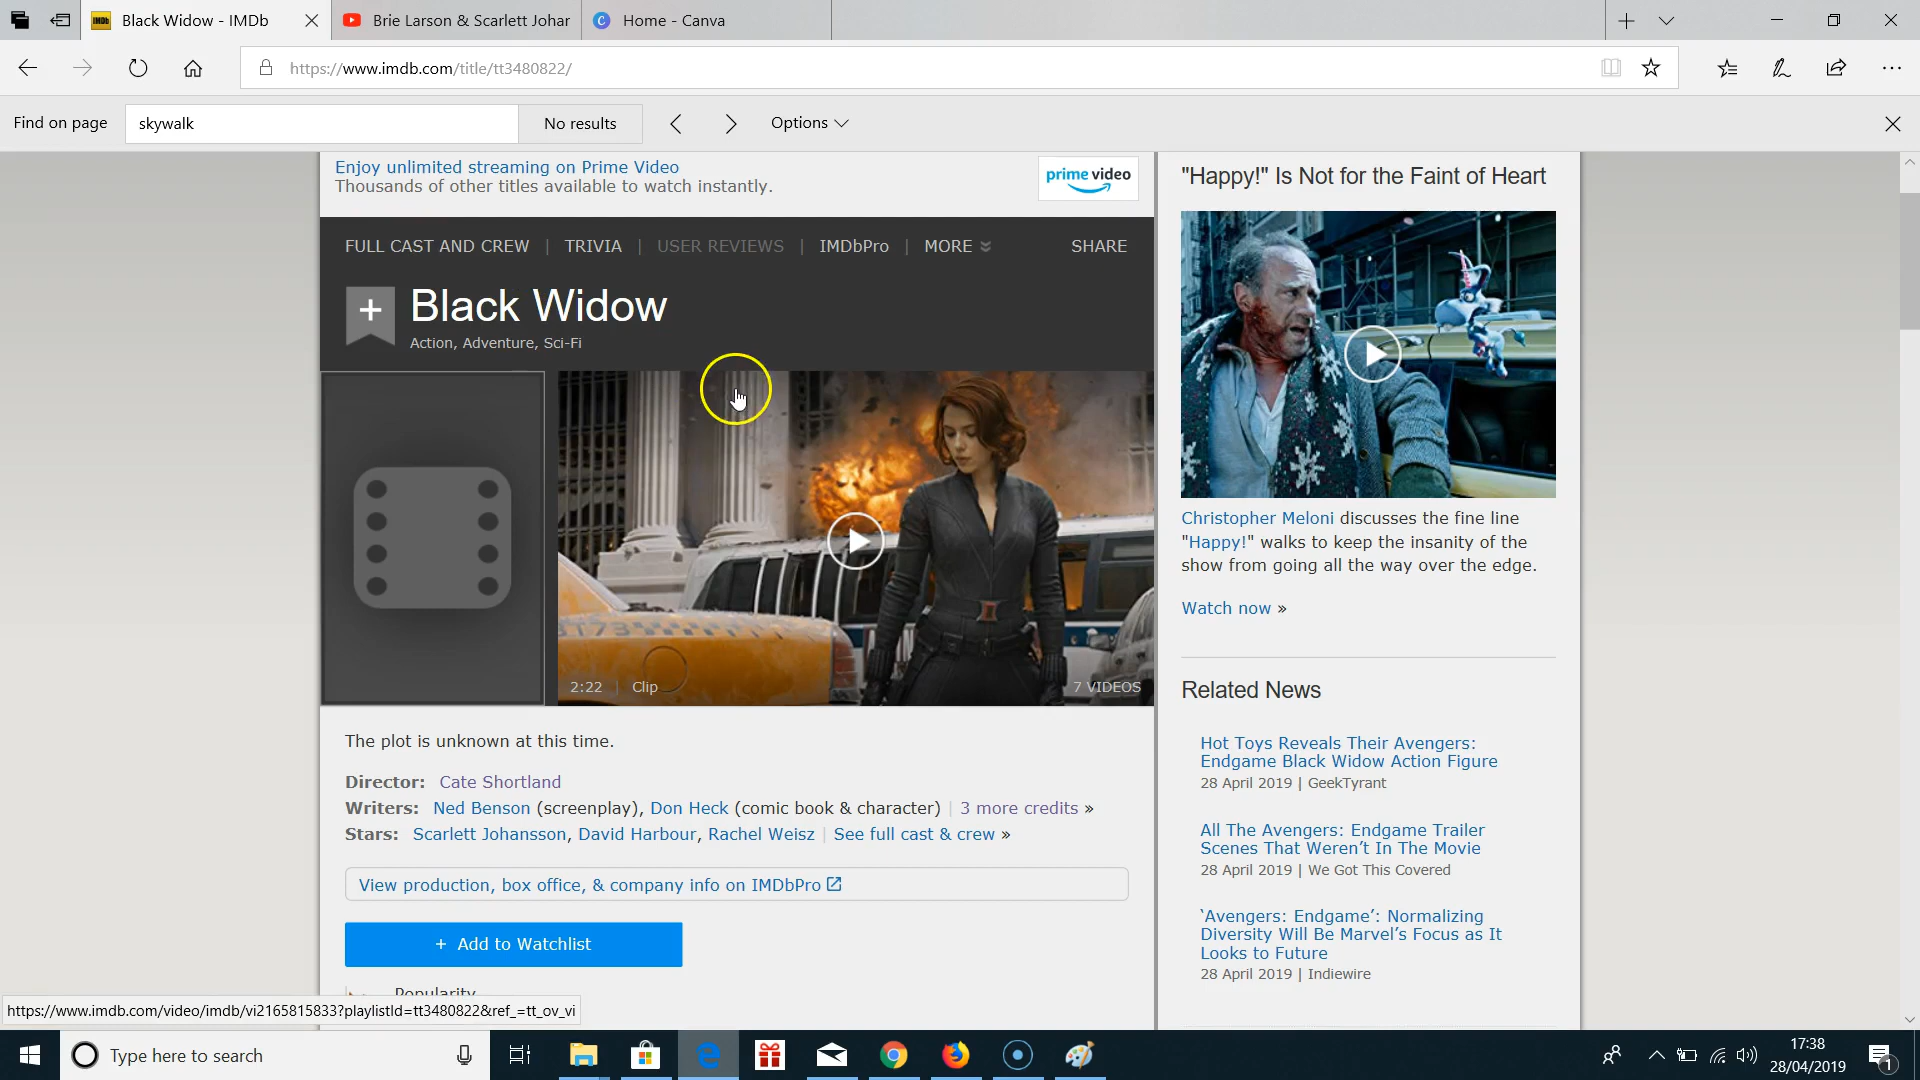 Black Widow - IMDb
Brie Larson & Scarlett Johar
Home - Canva
https://www.imdb.com/title/tt3480822/
Find on page
skywalk
No results
Options
Enjoy unlimited streaming on Prime Video
Thousands of other titles available to watch instantly.
prime video
FULL CAST AND CREW | TRIVIA | USER REVIEWS | IMDbPro | MORE
SHARE
Black Widow
Action, Adventure, Sci-Fi
2:22 | Clip
7 VIDEOS
The plot is unknown at this time.
Director: Cate Shortland
Writers: Ned Benson (screenplay), Don Heck (comic book & character) | 3 more credits »
Stars: Scarlett Johansson, David Harbour, Rachel Weisz | See full cast & crew »
View production, box office, & company info on IMDbPro
+ Add to Watchlist
Popularity
"Happy!" Is Not for the Faint of Heart
Christopher Meloni discusses the fine line
"Happy!" walks to keep the insanity of the
show from going all the way over the edge.
Watch now »
Related News
Hot Toys Reveals Their Avengers:
Endgame Black Widow Action Figure
28 April 2019 | GeekTyrant
All The Avengers: Endgame Trailer
Scenes That Weren't In The Movie
28 April 2019 | We Got This Covered
‘Avengers: Endgame’: Normalizing
Diversity Will Be Marvel’s Focus as It
Looks to Future
28 April 2019 | Indiewire
https://www.imdb.com/video/imdb/vi2165815833?playlistId=tt3480822&ref_=tt_ov_vi
Type here to search
17:38
28/04/2019
1